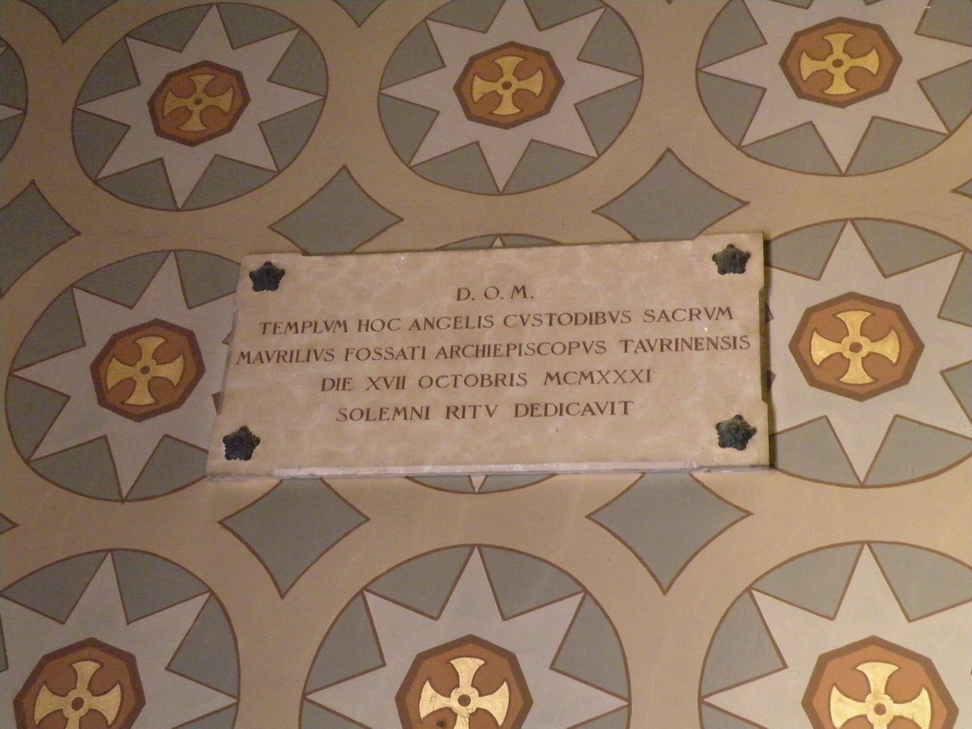 D. O. M.
TEMPLVM HOC ANGELIS CVSTODIBVS SACRVM
MAVRILIVS FOSSATI ARCHIEPISCOPVS TAVRINENSIS
DIE XVII OCTOBRIS MCMXXXI
SOLEMNI RITV DEDICAVIT